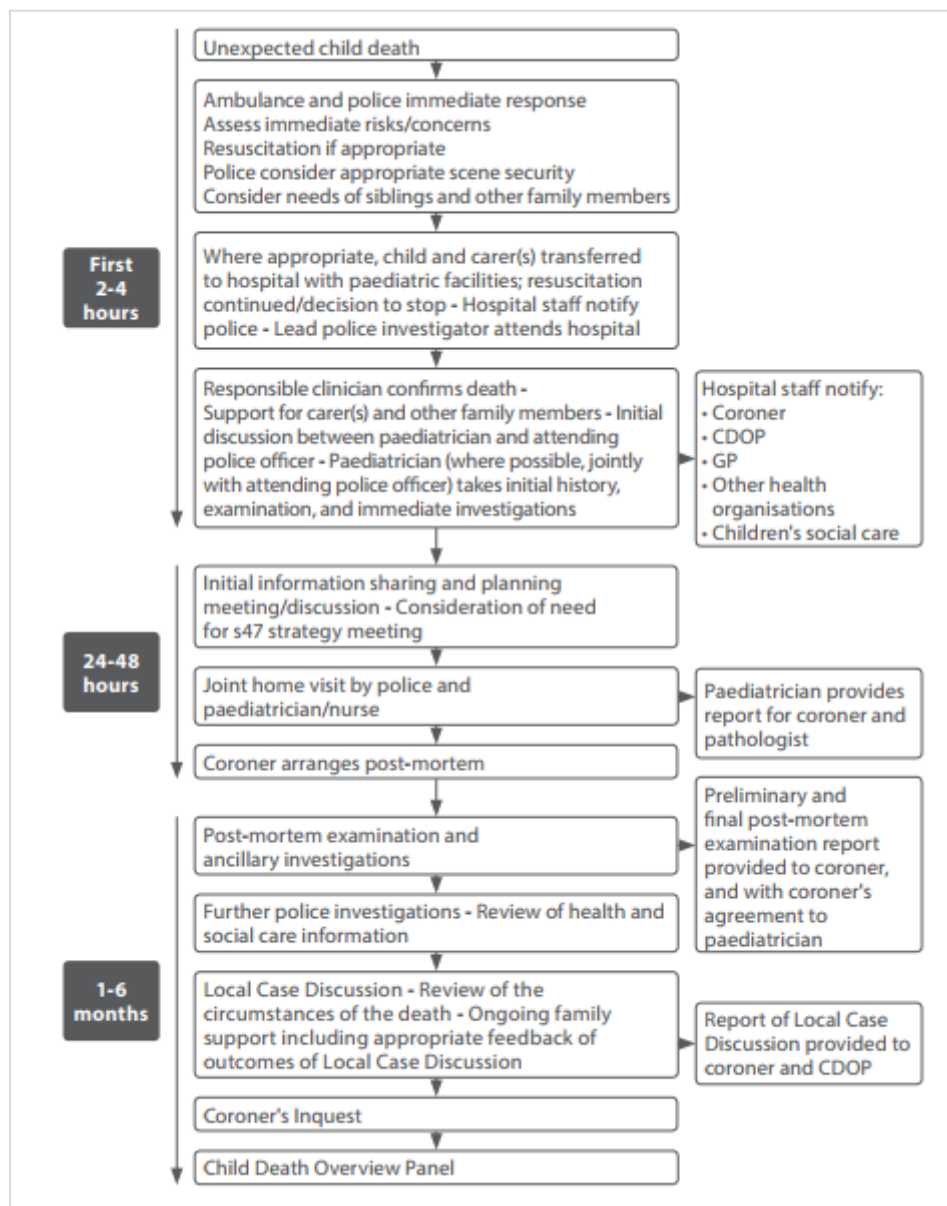 Unexpected child death
Ambulance and police immediate response
Assess immediate risks/concerns
Resuscitation if appropriate
Police consider appropriate scene security
Consider needs of siblings and other family members
First
2-4
hours
Where appropriate, child and carer(s) transferred
to hospital with paediatric facilities; resuscitation
continued/decision to stop - Hospital staff notify
police - Lead police investigator attends hospital
Responsible clinician confirms death -
Support for carer(s) and other family members - Initial
discussion between paediatrician and attending
police officer - Paediatrician (where possible, jointly
with attending police officer) takes initial history,
examination, and immediate investigations
Hospital staff notify:
• Coroner
• CDOP
• GP
• Other health
organisations
• Children's social care
24-48
hours
Initial information sharing and planning
meeting/discussion - Consideration of need
for s47 strategy meeting
Joint home visit by police and
paediatrician/nurse
Paediatrician provides
report for coroner and
pathologist
Coroner arranges post-mortem
1-6
months
Post-mortem examination and
ancillary investigations
Preliminary and
final post-mortem
examination report
provided to coroner,
and with coroner's
agreement to
paediatrician
Further police investigations - Review of health and
social care information
Local Case Discussion - Review of the
circumstances of the death - Ongoing family
support including appropriate feedback of
outcomes of Local Case Discussion
Report of Local Case
Discussion provided to
coroner and CDOP
Coroner's Inquest
Child Death Overview Panel